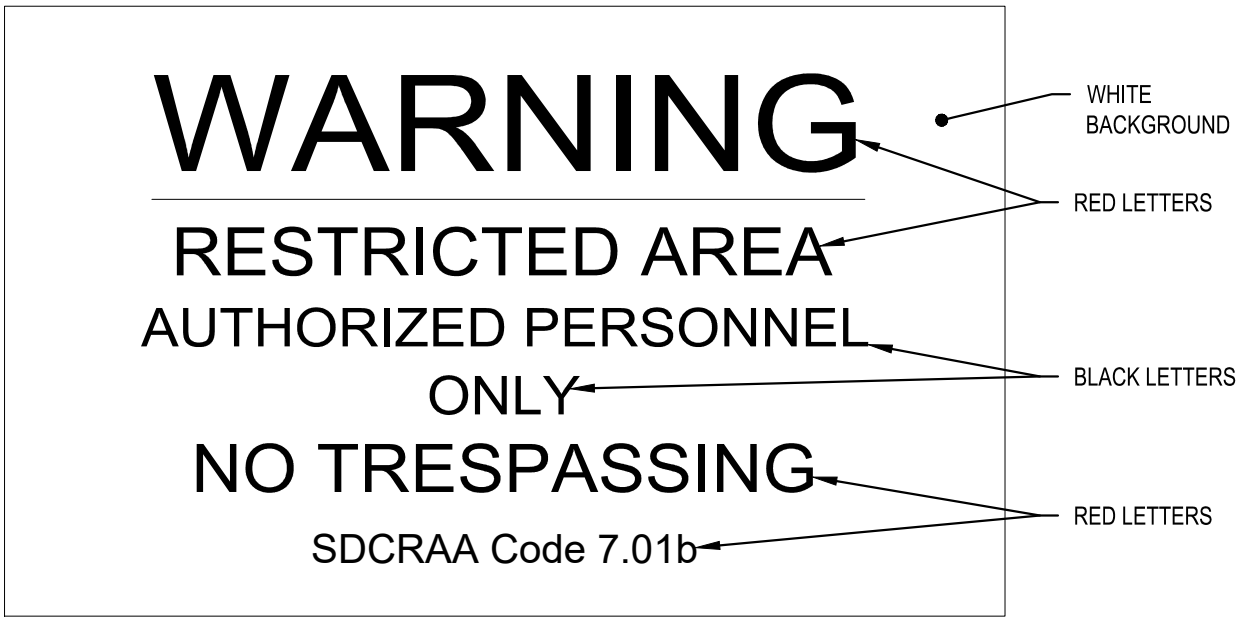 WARNING
RESTRICTED AREA
AUTHORIZED PERSONNEL
ONLY
NO TRESPASSING
SDCRAA Code 7.01b
WHITE
BACKGROUND
RED LETTERS
BLACK LETTERS
RED LETTERS